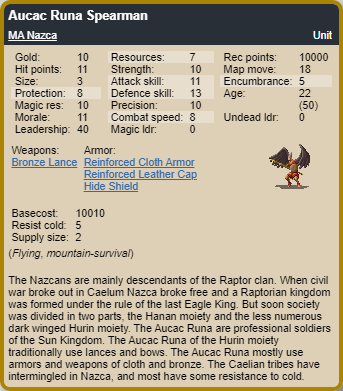 Aucac Runa Spearman
MA Nazca Unit
Gold: 10 Resources: 7 Rec points: 10000
Hit points: 11 Strength: 10 Map move: 18
Size: 3 Attack skill: 11 Encumbrance: 5
Protection: 8 Defence skill: 13 Age: 22
Magic res: 10 Precision: 10 (50)
Morale: 11 Combat speed: 8 Undead ldr: 0
Leadership: 40 Magic ldr: 0
Weapons: Armor:
Bronze Lance Reinforced Cloth Armor
Reinforced Leather Cap
Hide Shield
Basecost: 10010
Resist cold: 5
Supply size: 2
(Flying, mountain-survival)
The Nazcans are mainly descendants of the Raptor clan. When civil
war broke out in Caelum Nazca broke free and a Raptorian kingdom
was formed under the rule of the last Eagle King. But soon society
was divided in two parts, the Hanan moiety and the less numerous
dark winged Hurin moiety. The Aucac Runa are professional soldiers
of the Sun Kingdom. The Aucac Runa of the Hurin moiety
traditionally use lances and bows. The Aucac Runa mostly use
armors and weapons of cloth and bronze. The Caelian tribes have
intermingled in Nazca, and most have some resistance to cold.